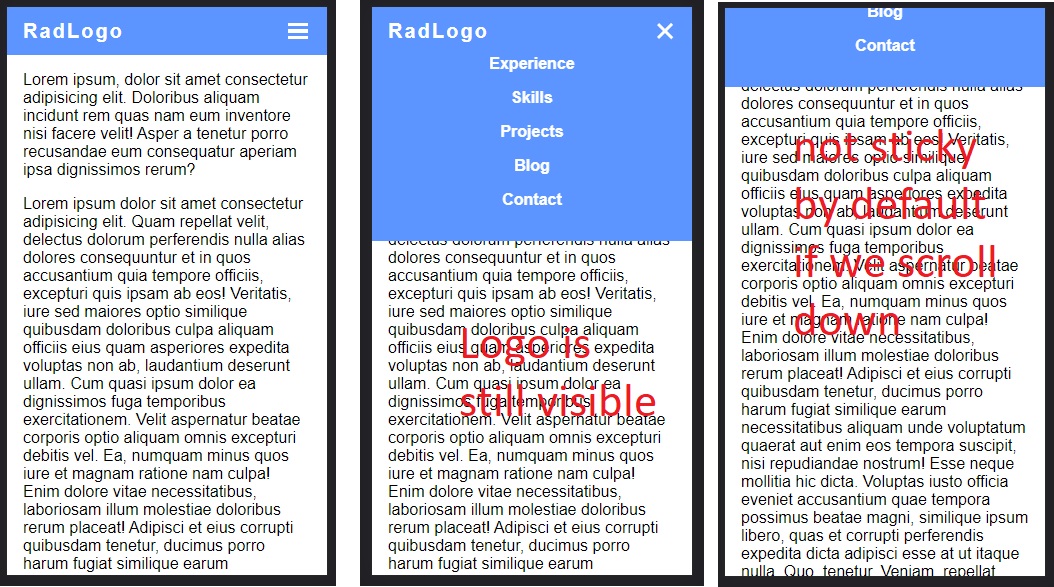 RadLogo
Lorem ipsum, dolor sit amet consectetur
adipisicing elit. Doloribus aliquam
incidunt rem quas nam eum inventore
nisi facere velit! Asper a tenetur porro
recusandae eum consequatur aperiam
ipsa dignissimos rerum?
Lorem ipsum dolor sit amet consectetur
adipisicing elit. Quam repellat velit,
delectus dolorum perferendis nulla alias
dolores consequuntur et in quos
accusantium quia tempore officiis,
excepturi quis ipsam ab eos! Veritatis,
iure sed maiores optio similique
quibusdam doloribus culpa aliquam
officiis eius quam asperiores expedita
voluptas non ab, laudantium deserunt
ullam. Cum quasi ipsum dolor ea
dignissimos fuga temporibus
exercitationem. Velit aspernatur beatae
corporis optio aliquam omnis excepturi
debitis vel. Ea, numquam minus quos
iure et magnam ratione nam culpa!
Enim dolore vitae necessitatibus,
laboriosam illum molestiae doloribus
rerum placeat! Adipisci et eius corrupti
quibusdam tenetur, ducimus porro
harum fugiat similique earum
RadLogo
Experience
Skills
Projects
Blog
Contact
delectus dolorum perferendis nulla alias
dolores consequuntur et in quos
accusantium quia tempore officiis,
excepturi quis ipsam ab eos! Veritatis,
iure sed maiores optio similique
quibusdam doloribus culpa aliquam
officiis eius quam asperiores expedita
voluptas non ab, laudantium deserunt
ullam. Cum quasi ipsum dolor ea
dignissimos fuga temporibus
exercitationem. Velit aspernatur beatae
corporis optio aliquam omnis excepturi
debitis vel. Ea, numquam minus quos
iure et magnam ratione nam culpa!
Enim dolore vitae necessitatibus,
laboriosam illum molestiae doloribus
rerum placeat! Adipisci et eius corrupti
quibusdam tenetur, ducimus porro
harum fugiat similique earum
Logo is
still visible
Blog
Contact
delectus dolorum perferendis nulla alias
dolores consequuntur et in quos
accusantium quia tempore officiis,
excepturi quis ipsam ab eos! Veritatis,
iure sed maiores optio similique
quibusdam doloribus culpa aliquam
officiis eius quam asperiores expedita
voluptas non ab, laudantium deserunt
ullam. Cum quasi ipsum dolor ea
dignissimos fuga temporibus
exercitationem. Velit aspernatur beatae
corporis optio aliquam omnis excepturi
debitis vel. Ea, numquam minus quos
iure et magnam ratione nam culpa!
Enim dolore vitae necessitatibus,
laboriosam illum molestiae doloribus
rerum placeat! Adipisci et eius corrupti
quibusdam tenetur, ducimus porro
harum fugiat similique earum
necessitatibus aliquam unde voluptatum
quaerat aut enim eos tempora suscipit,
nisi repudiandae nostrum! Esse neque
mollitia hic dicta. Voluptas iusto officia
eveniet accusantium quae tempora
possimus beatae magni, similique ipsum
libero, quas et corrupti perferendis
expedita dicta adipisci esse at ut itaque
nulla. Quo, tenetur. Veniam, repellat
not sticky
by default
if we scroll
down